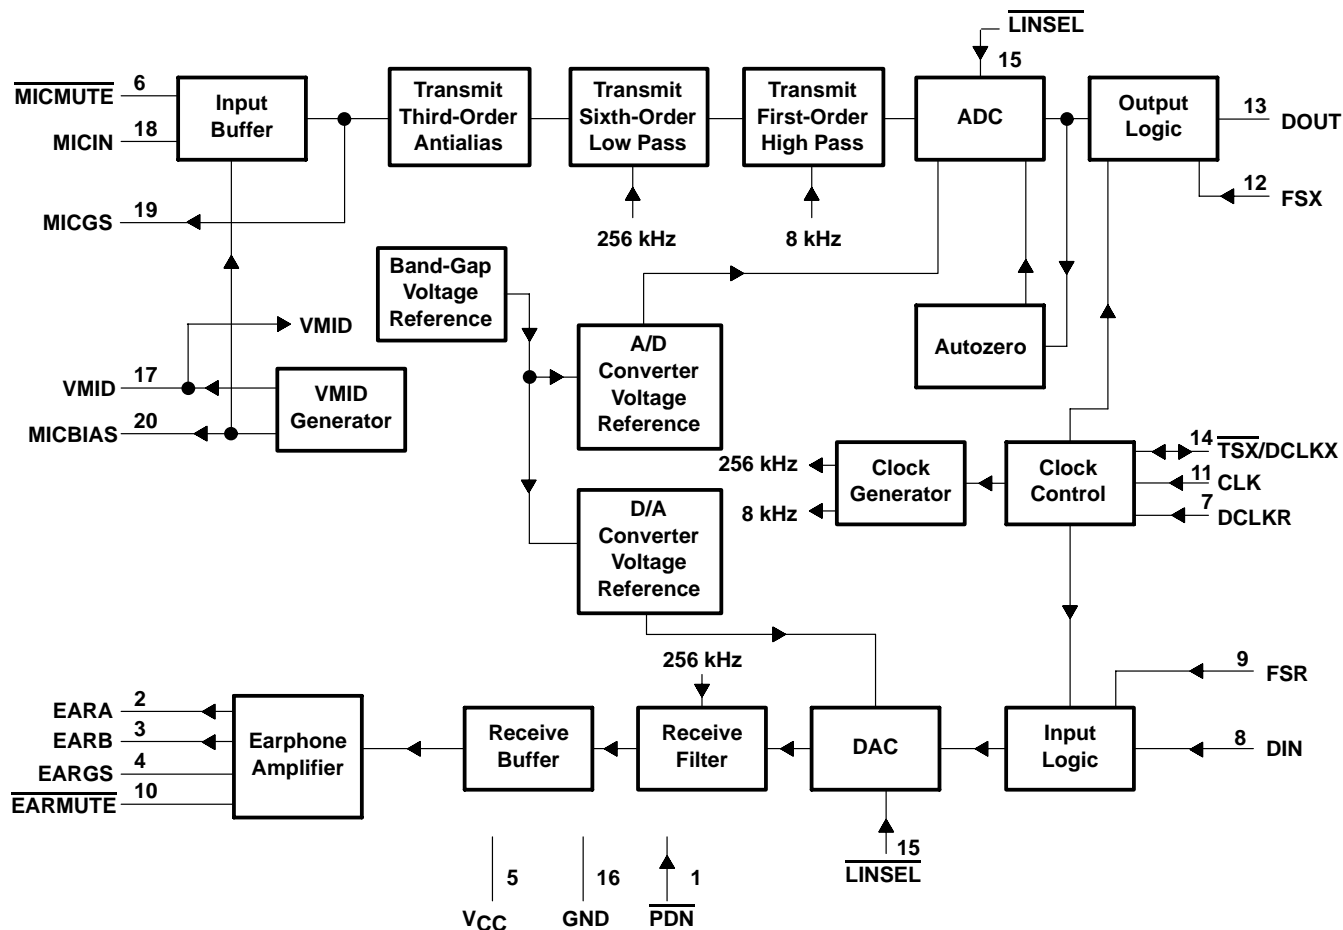 LINSEL
15
MICMUTE
6
MICIN
18
Input
Buffer
Transmit
Third-Order
Antialias
Transmit
Sixth-Order
Low Pass
Transmit
First-Order
High Pass
ADC
Output
Logic
13
DOUT
12
FSX
MICGS
19
256 kHz
8 kHz
Band-Gap
Voltage
Reference
VMID
A/D
Converter
Voltage
Reference
Autozero
VMID
17
MICBIAS
20
VMID
Generator
256 kHz
8 kHz
Clock
Generator
Clock
Control
14
TSX/DCLKX
11
CLK
7
DCLKR
D/A
Converter
Voltage
Reference
256 kHz
9
FSR
EARA
2
EARB
3
EARGS
4
EARMUTE
10
Earphone
Amplifier
Receive
Buffer
Receive
Filter
DAC
Input
Logic
8
DIN
15
LINSEL
5
VCC
16
GND
1
PDN